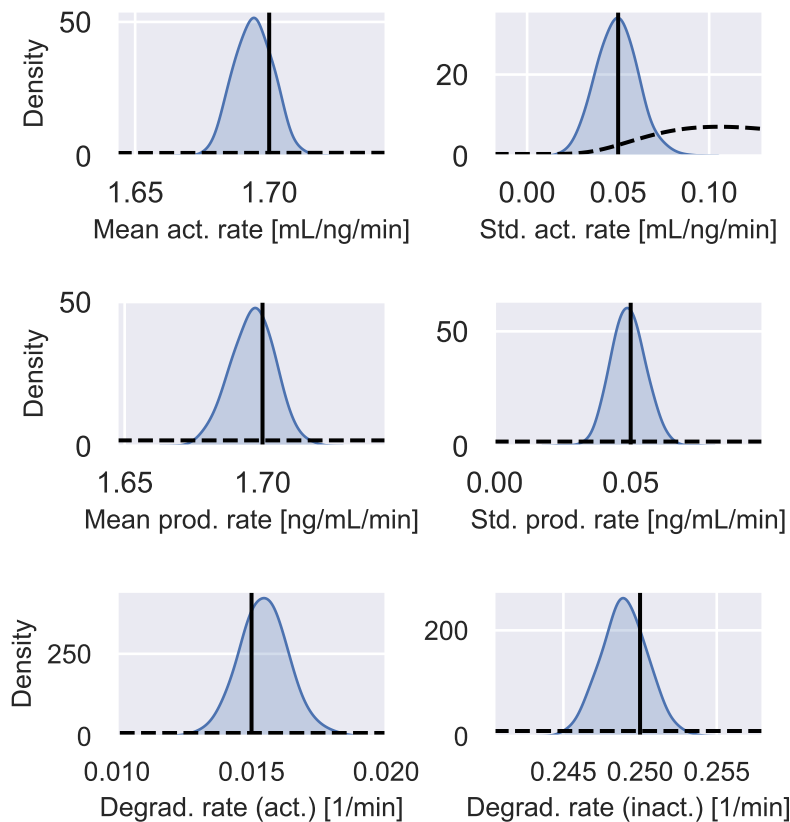 50
20
Density
0
0
1.65 1.70
0.00 0.05 0.10
Mean act. rate [mL/ng/min]
Std. act. rate [mL/ng/min]
50
50
Density
0
0
1.65 1.70
0.00 0.05
Mean prod. rate [ng/mL/min]
Std. prod. rate [ng/mL/min]
250
200
Density
0
0
0.010 0.015 0.020
0.245 0.250 0.255
Degrad. rate (act.) [1/min]
Degrad. rate (inact.) [1/min]